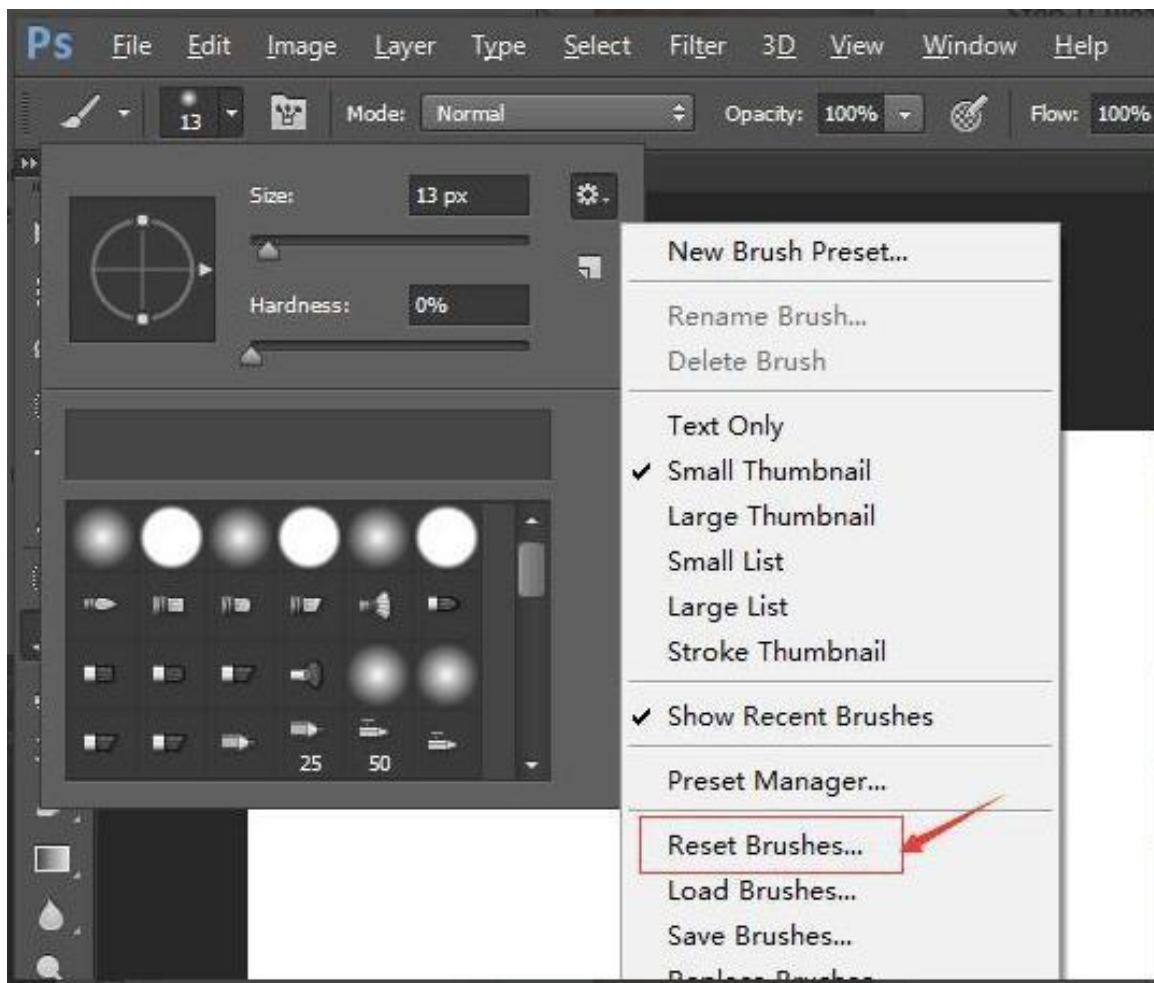 Ps File Edit Image Layer Type Select Filter 3D View Window Help
13 Mode: Normal Opacity: 100% Flow: 100%
Size: 13 px
Hardness: 0%
25 50
New Brush Preset...
Rename Brush...
Delete Brush
Text Only
Small Thumbnail
Large Thumbnail
Small List
Large List
Stroke Thumbnail
Show Recent Brushes
Preset Manager...
Reset Brushes...
Load Brushes...
Save Brushes...